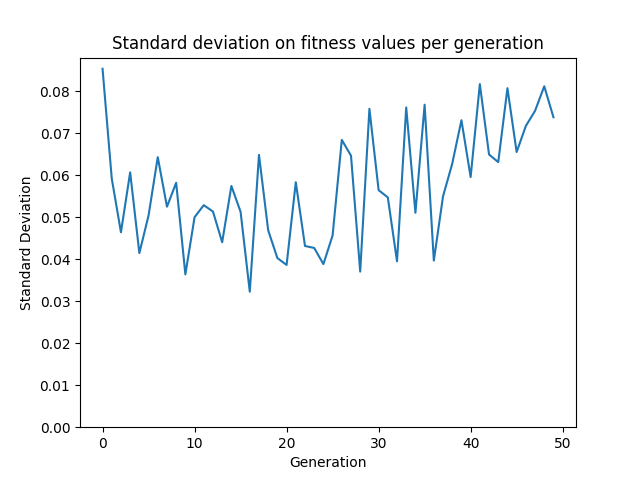 Standard deviation on fitness values per generation
Standard Deviation
0.08
0.07
0.06
0.05
0.04
0.03
0.02
0.01
0.00
0 10 20 30 40 50
Generation